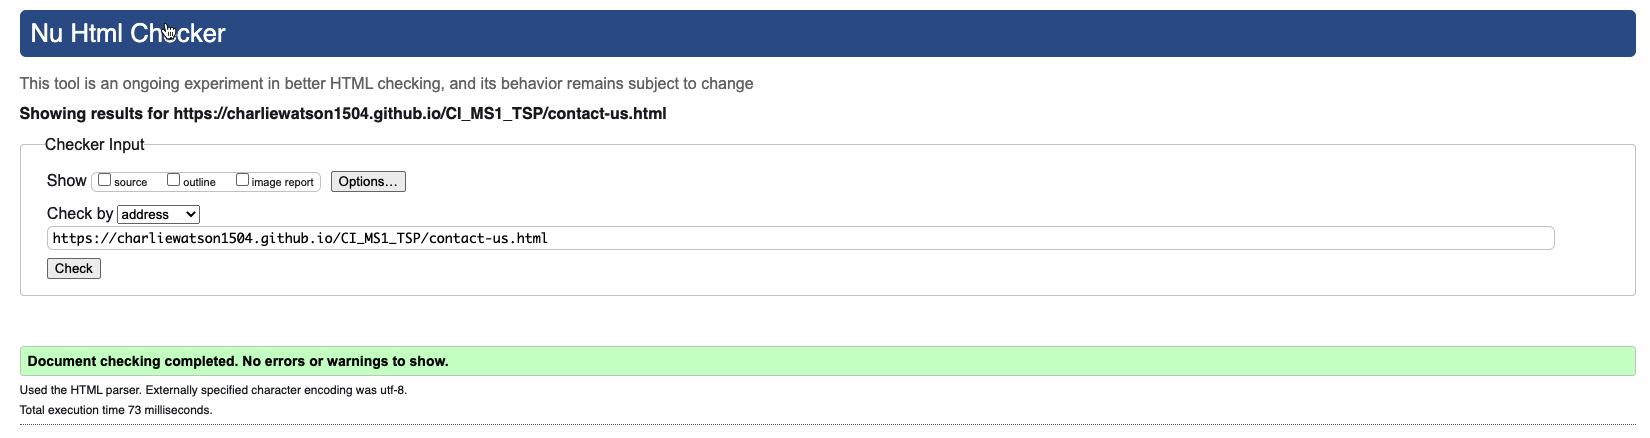 Nu Html Checker
This tool is an ongoing experiment in better HTML checking, and its behavior remains subject to change
Showing results for https://charliewatson1504.github.io/CI_MS1_TSP/contact-us.html
Checker Input
Show source outline image report Options...
Check by address
https://charliewatson1504.github.io/CI_MS1_TSP/contact-us.html
Check
Document checking completed. No errors or warnings to show.
Used the HTML parser. Externally specified character encoding was utf-8.
Total execution time 73 milliseconds.